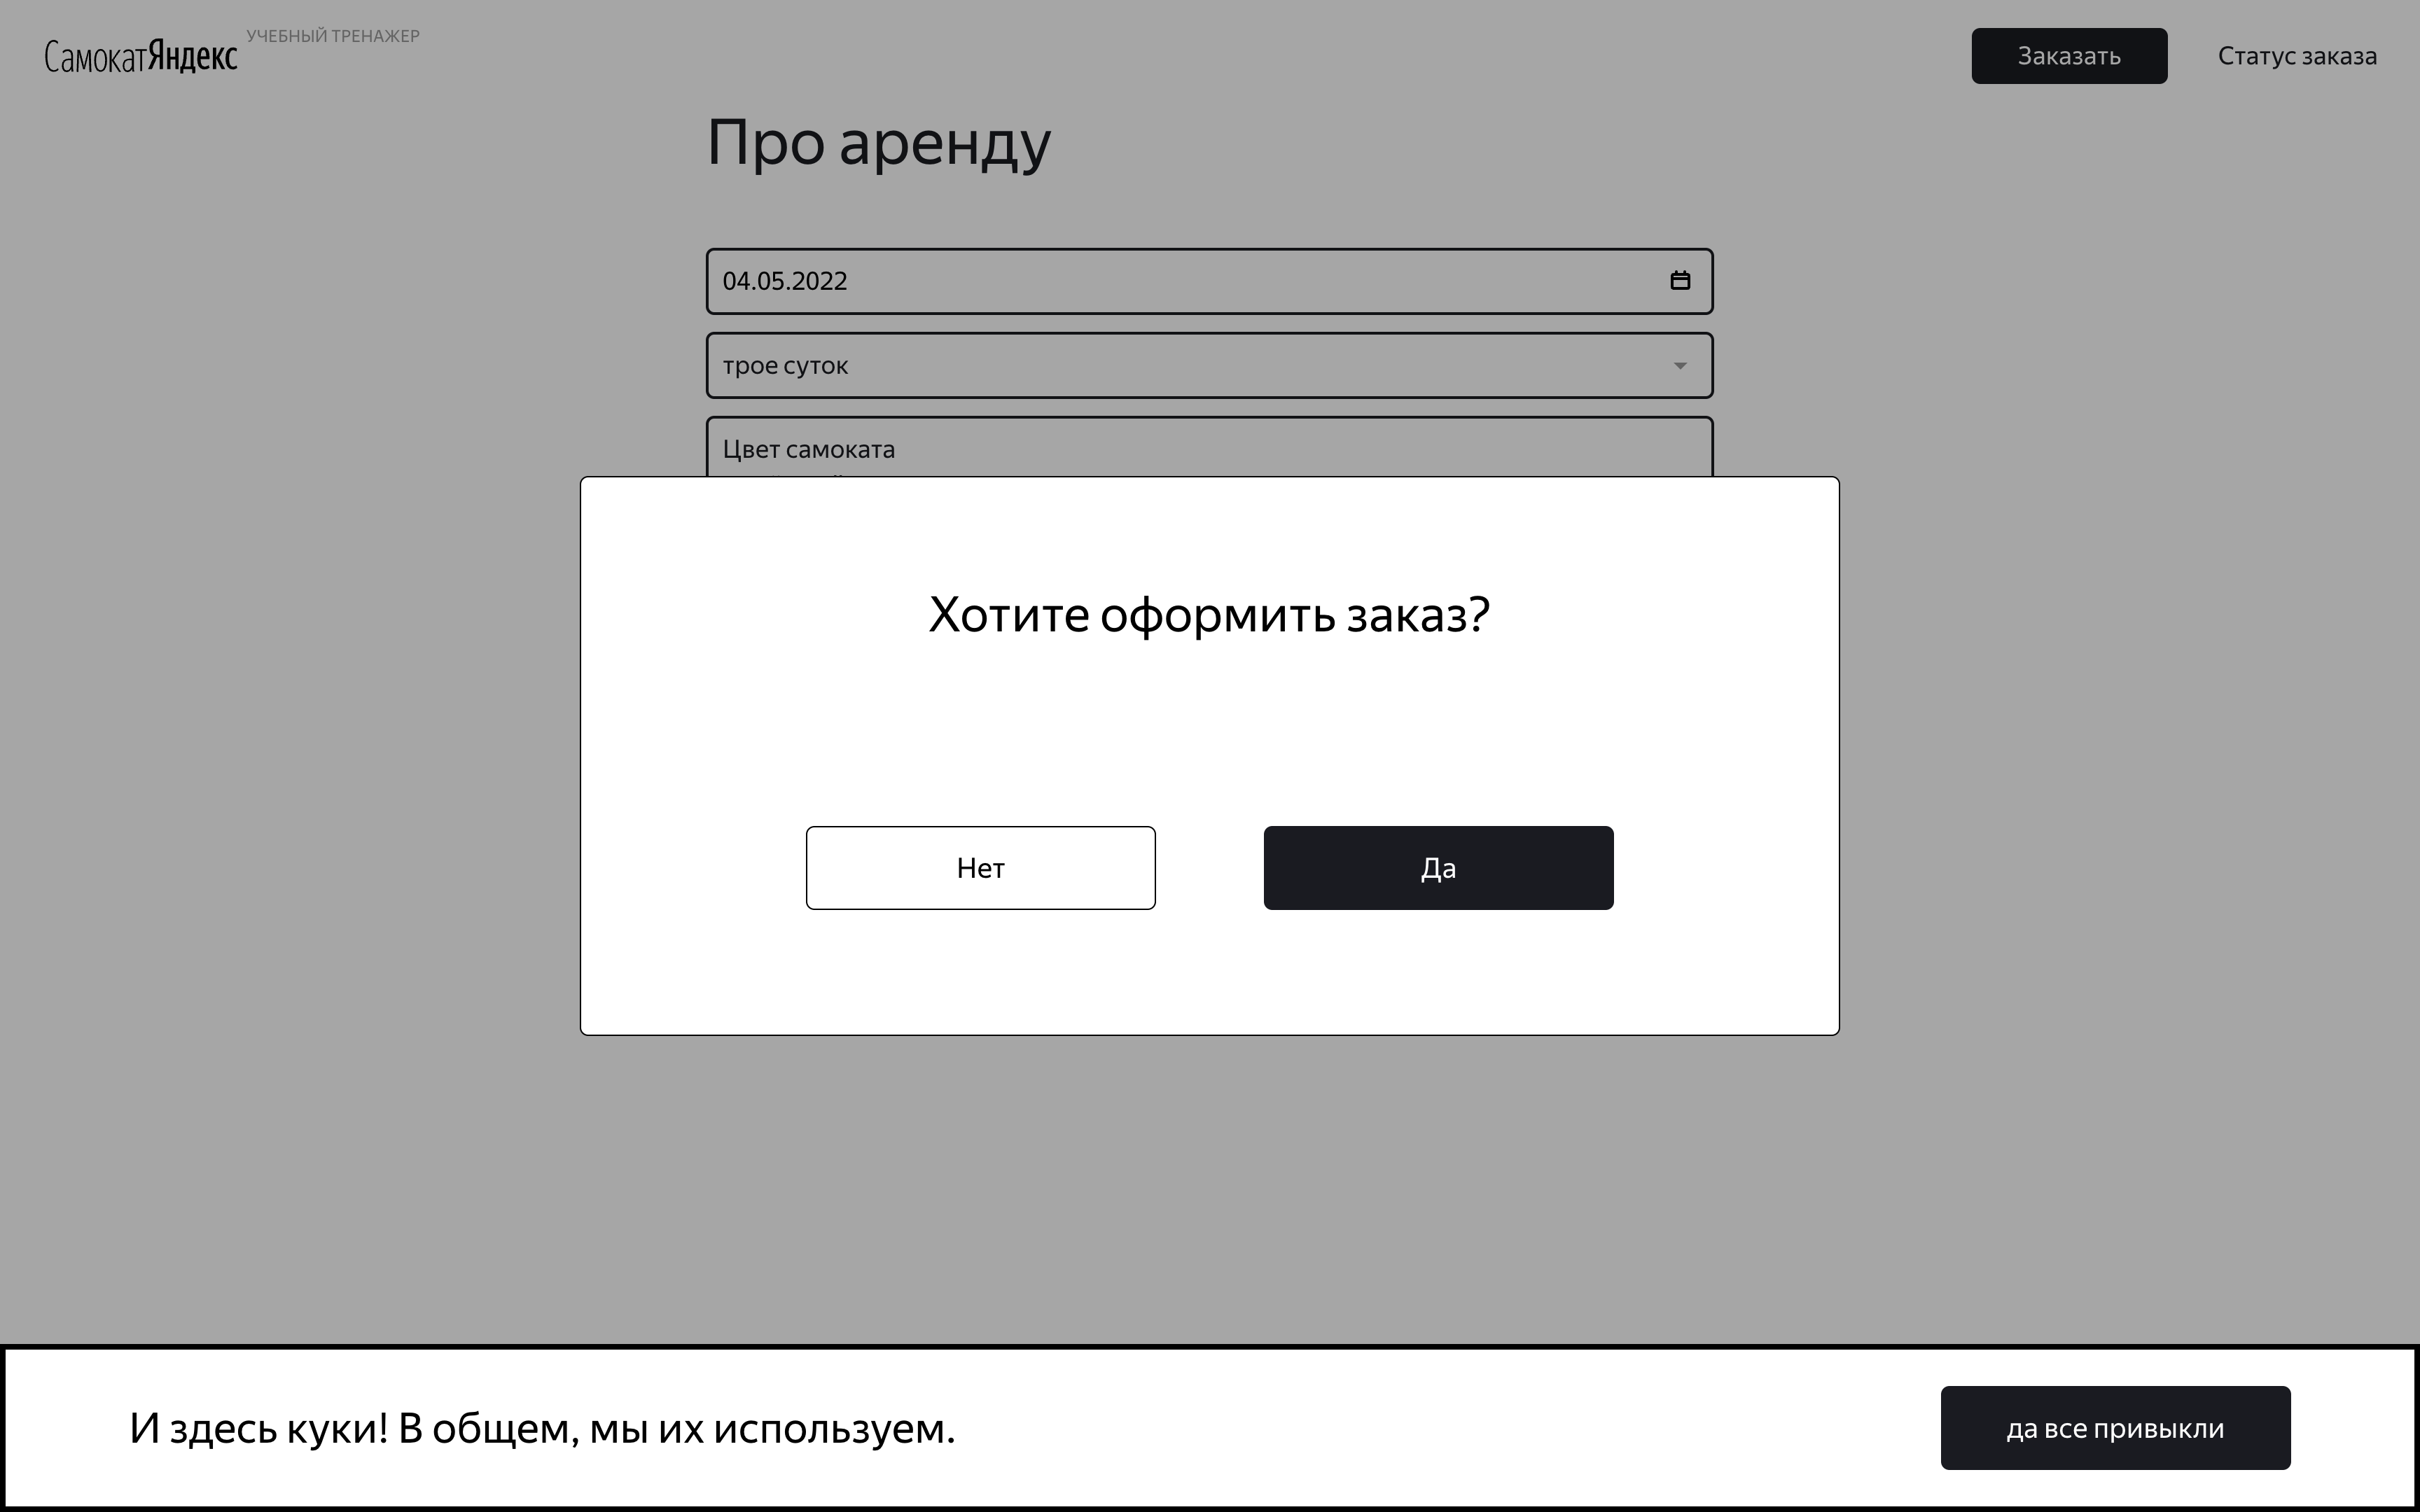 СамокатЯндекс
УЧЕБНЫЙ ТРЕНАЖЕР
Заказать
Статус заказа
Про аренду
04.05.2022
трое суток
Цвет самоката
Хотите оформить заказ?
Нет
Да
И здесь куки! В общем, мы их используем.
да все привыкли